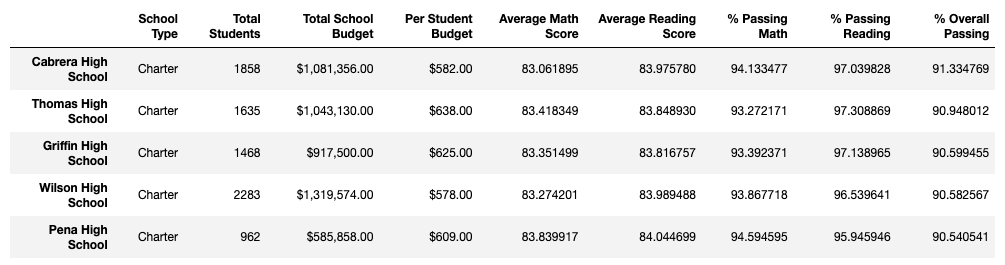 School Total Total School Per Student Average Math Average Reading % Passing % Passing % Overall
Type Students Budget Budget Score Score Math Reading Passing
Cabrera High
School Charter 1858 $1,081,356.00 $582.00 83.061895 83.975780 94.133477 97.039828 91.334769
Thomas High
School Charter 1635 $1,043,130.00 $638.00 83.418349 83.848930 93.272171 97.308869 90.948012
Griffin High
School Charter 1468 $917,500.00 $625.00 83.351499 83.816757 93.392371 97.138965 90.599455
Wilson High
School Charter 2283 $1,319,574.00 $578.00 83.274201 83.989488 93.867718 96.539641 90.582567
Pena High
School Charter 962 $585,858.00 $609.00 83.839917 84.044699 94.594595 95.945946 90.540541